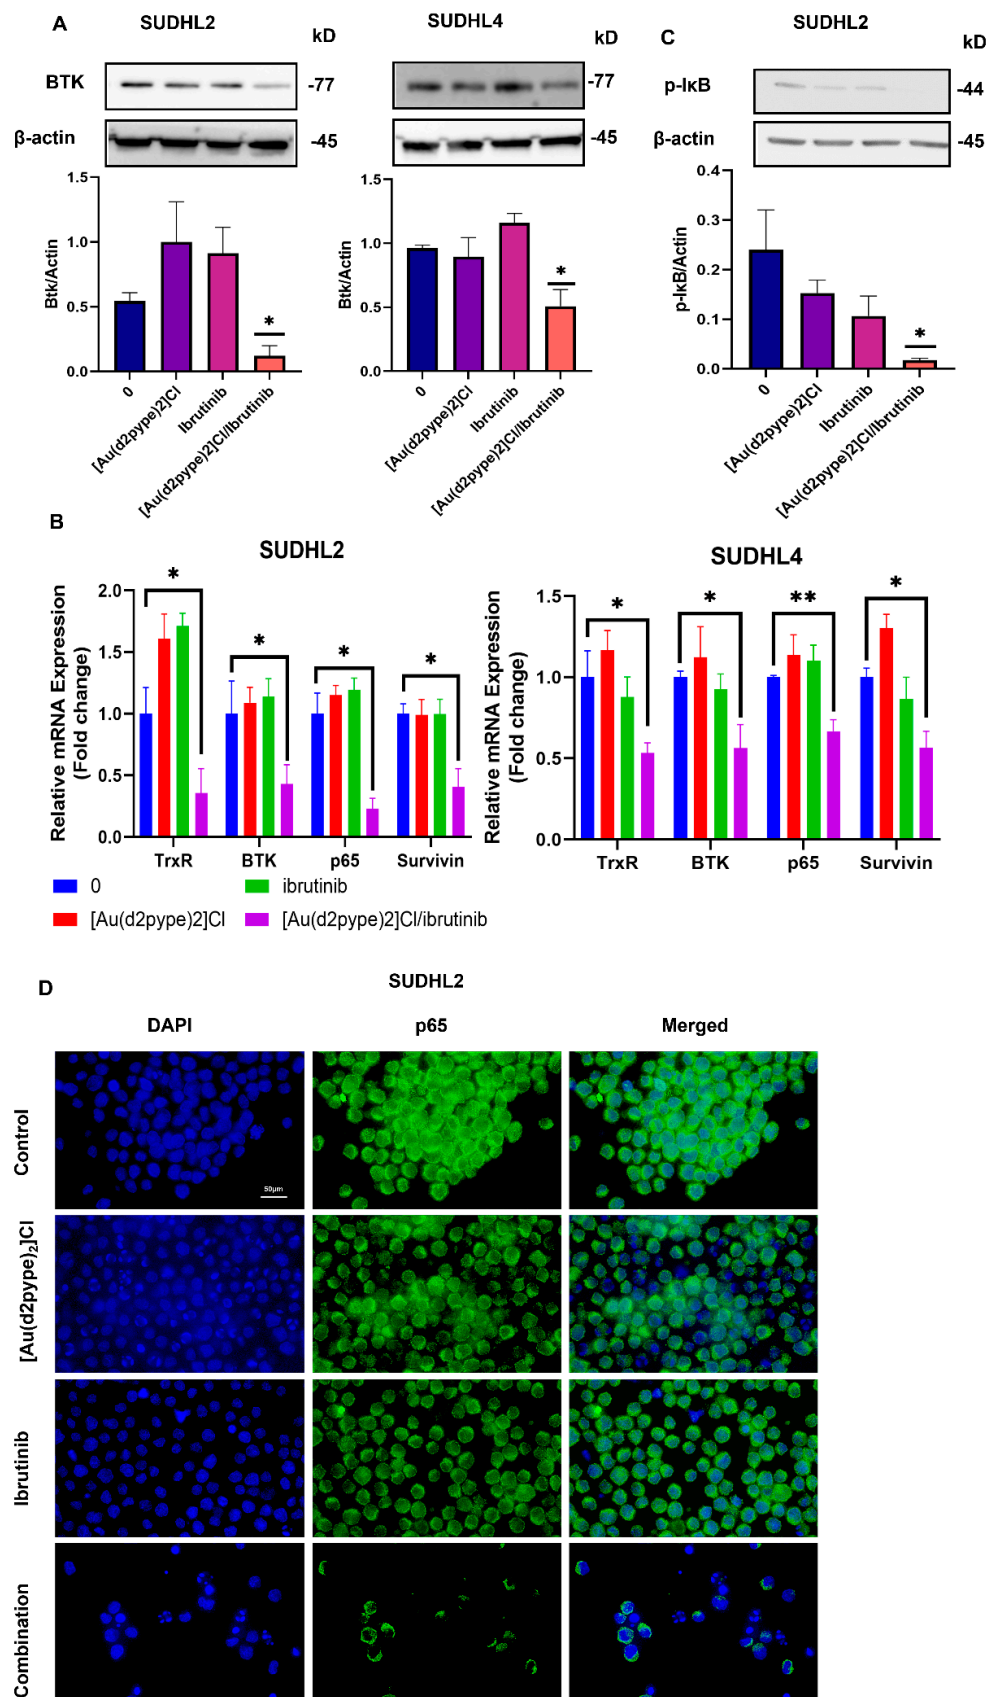 A
SUDHL2
kD
BTK
-77
β-actin
-45
1.5
1.0
0.5
0.0
Btk/Actin
*
0
[Au(d2pype)2]Cl
Ibrutinib
[Au(d2pype)2]Cl/Ibrutinib
SUDHL4
kD
-77
-45
1.5
1.0
0.5
0.0
Btk/Actin
*
0
[Au(d2pype)2]Cl
Ibrutinib
[Au(d2pype)2]Cl/Ibrutinib
C
SUDHL2
kD
p-IκB
-44
β-actin
-45
0.4
0.3
0.2
0.1
0.0
p-IκB/Actin
*
0
[Au(d2pype)2]Cl
Ibrutinib
[Au(d2pype)2]Cl/Ibrutinib
B
SUDHL2
Relative mRNA Expression
(Fold change)
2.0
1.5
1.0
0.5
0.0
* * * *
TrxR BTK p65 Survivin
0
ibrutinib
[Au(d2pype)2]Cl
[Au(d2pype)2]Cl/ibrutinib
SUDHL4
Relative mRNA Expression
(Fold change)
1.5
1.0
0.5
0.0
* * ** *
TrxR BTK p65 Survivin
D
SUDHL2
DAPI p65 Merged
Control
50μm
[Au(d2pype)₂]Cl
Ibrutinib
Combination